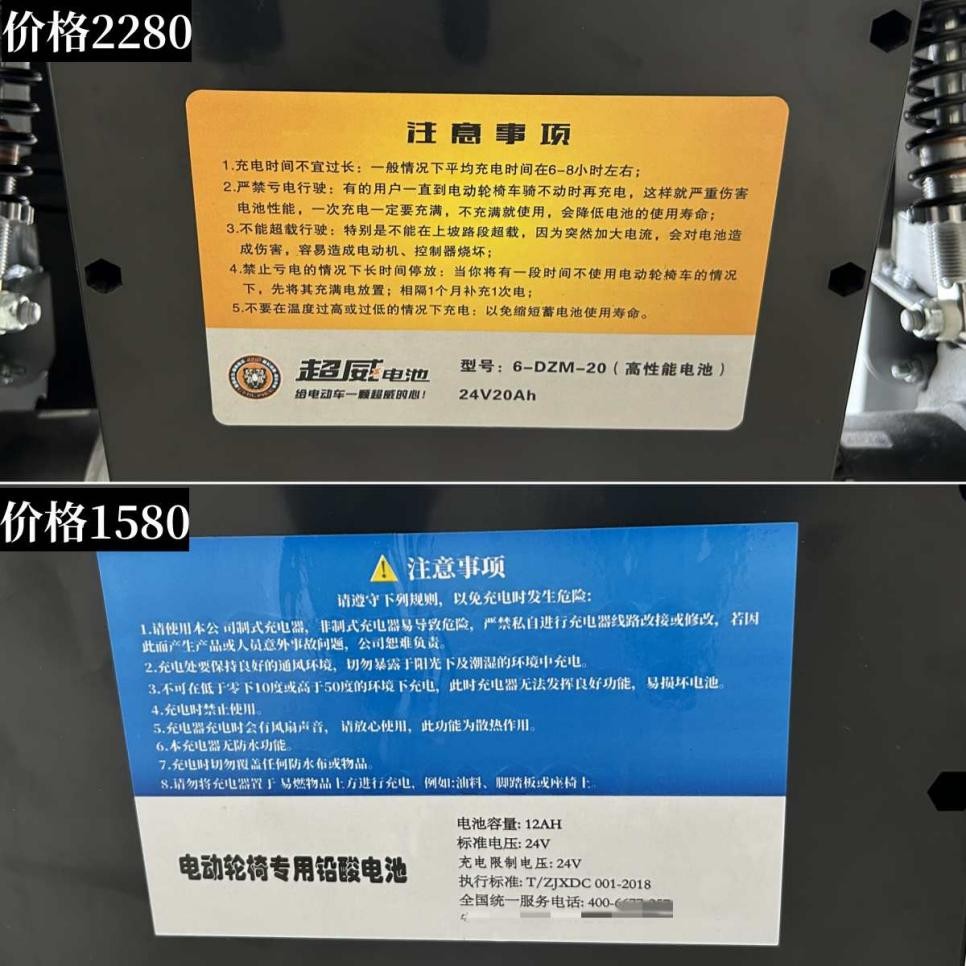 价格2280
注意事项
1.充电时间不宜过长：一般情况下平均充电时间在6-8小时左右；
2.严禁亏电行驶：有的用户一直到电动轮椅车骑不动时再充电，这样就严重伤害
电池性能，一次充电一定要充满，不充满就使用，会降低电池的使用寿命；
3.不能超载行驶：特别是不能在上坡路段超载，因为突然加大电流，会对电池造
成伤害，容易造成电动机、控制器烧坏；
4.禁止亏电的情况下长时间停放：当你将有一段时间不使用电动轮椅车的情况
下，先将其充满电放置；相隔1个月补充1次电；
5.不要在温度过高或过低的情况下充电：以免缩短蓄电池使用寿命。
超威电池
给电动车一颗超威的心！
型号：6-DZM-20（高性能电池）
24V20Ah
价格1580
注意事项
请遵守下列规则，以免充电时发生危险：
1.请使用本公司制式充电器，非制式充电器易导致危险，严禁私自进行充电器线路改接或修改，若因
此而产生产品或人员意外事故问题，公司恕难负责。
2.充电处要保持良好的通风环境，切勿暴露于阳光下及潮湿的环境中充电。
3.不可在低于零下10度或高于50度的环境下充电，此时充电器无法发挥良好功能，易损坏电池。
4.充电时禁止使用。
5.充电器充电时会有风扇声音，请放心使用，此功能为散热作用。
6.本充电器无防水功能。
7.充电时切勿覆盖任何防水布或物品。
8.请勿将充电器置于易燃物品上方进行充电，例如:油料、脚踏板或座椅上。
电动轮椅专用铅酸电池
电池容量: 12AH
标准电压: 24V
充电限制电压: 24V
执行标准: T/ZJXDC 001-2018
全国统一服务电话: 400-